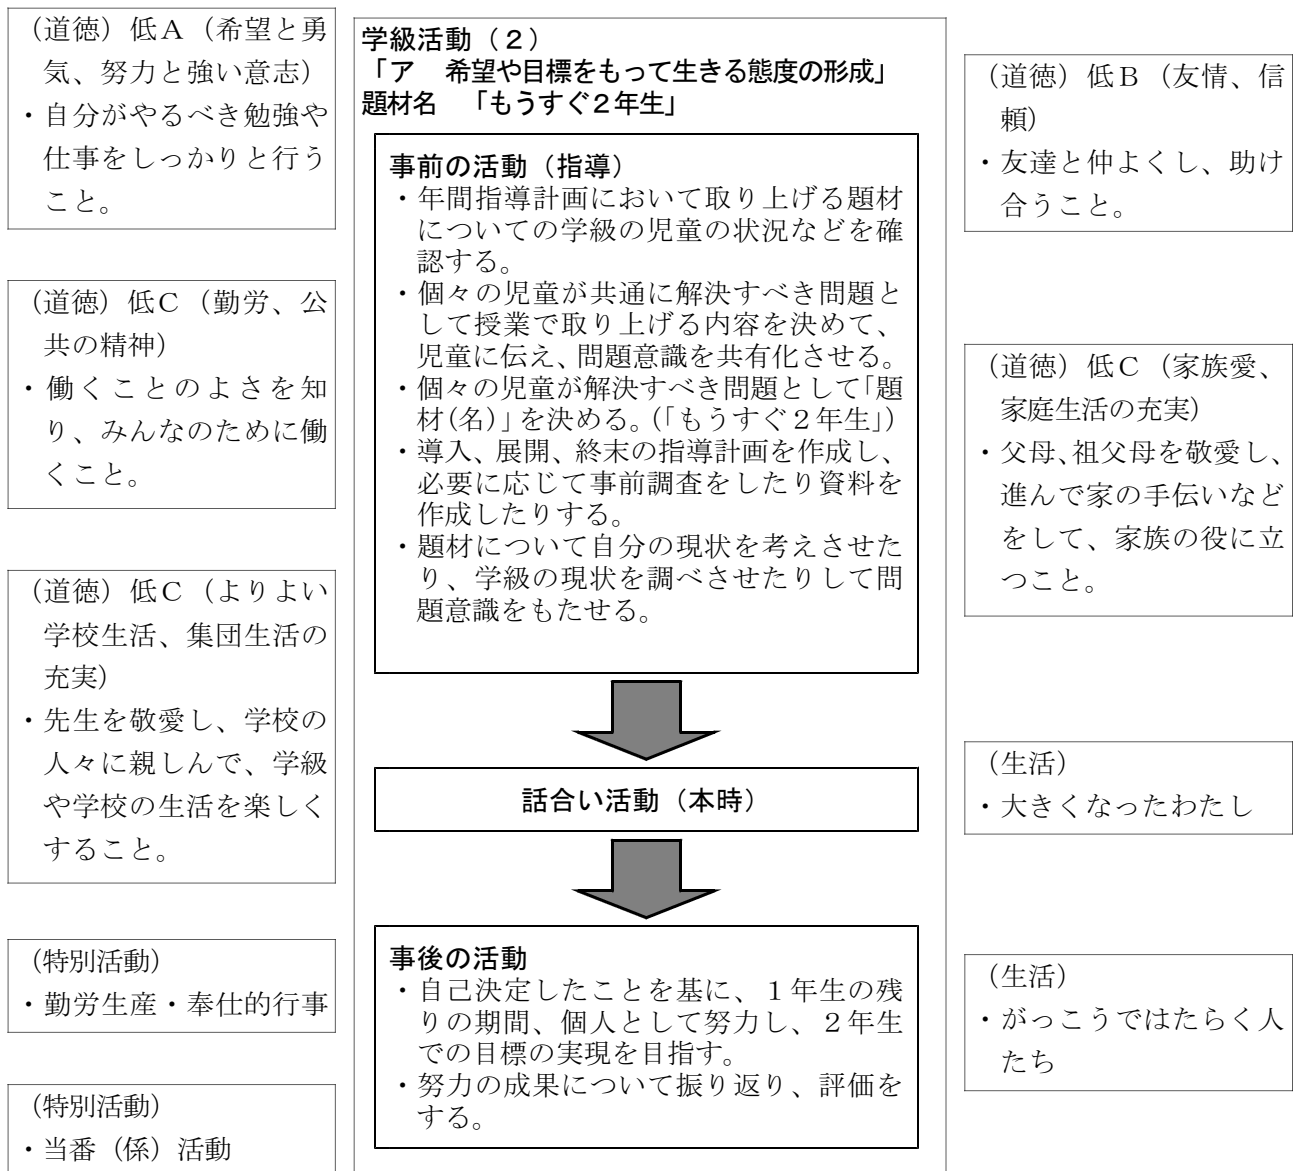 （道徳）低Ａ（希望と勇
気、努力と強い意志）
・自分がやるべき勉強や
仕事をしっかりと行う
こと。
（道徳）低Ｃ（勤労、公
共の精神）
・働くことのよさを知
り、みんなのために働
くこと。
（道徳）低Ｃ（よりよい
学校生活、集団生活の
充実）
・先生を敬愛し、学校の
人々に親しんで、学級
や学校の生活を楽しく
すること。
（特別活動）
・勤労生産・奉仕的行事
（特別活動）
・当番（係）活動
学級活動（２）
「ア　希望や目標をもって生きる態度の形成」
題材名　「もうすぐ２年生」
事前の活動（指導）
・年間指導計画において取り上げる題材
についての学級の児童の状況などを確
認する。
・個々の児童が共通に解決すべき問題と
して授業で取り上げる内容を決めて、
児童に伝え、問題意識を共有化させる。
・個々の児童が解決すべき問題として「題
材(名)」を決める。（「もうすぐ２年生」）
・導入、展開、終末の指導計画を作成し、
必要に応じて事前調査をしたり資料を
作成したりする。
・題材について自分の現状を考えさせた
り、学級の現状を調べさせたりして問
題意識をもたせる。
話合い活動（本時）
事後の活動
・自己決定したことを基に、１年生の残
りの期間、個人として努力し、２年生
での目標の実現を目指す。
・努力の成果について振り返り、評価を
する。
（道徳）低Ｂ（友情、信
頼）
・友達と仲よくし、助け
合うこと。
（道徳）低Ｃ（家族愛、
家庭生活の充実）
・父母、祖父母を敬愛し、
進んで家の手伝いなど
をして、家族の役に立
つこと。
（生活）
・大きくなったわたし
（生活）
・がっこうではたらく人
たち